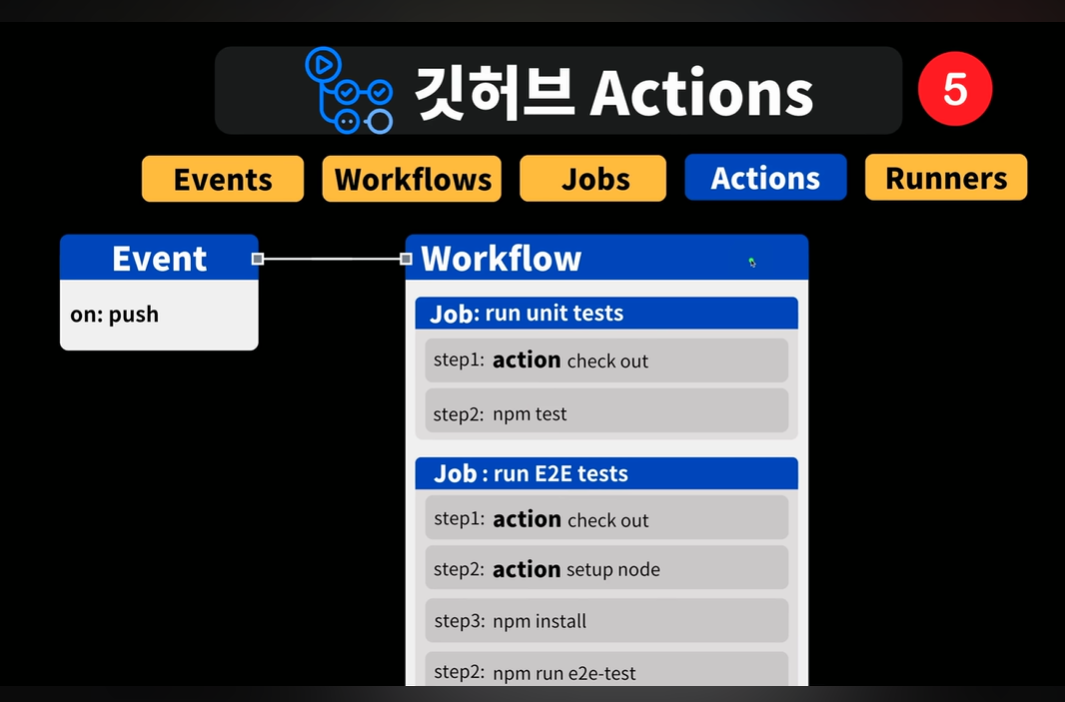 깃허브 Actions
5
Events
Workflows
Jobs
Actions
Runners
Event
on: push
Workflow
Job: run unit tests
step1: action check out
step2: npm test
Job : run E2E tests
step1: action check out
step2: action setup node
step3: npm install
step2: npm run e2e-test